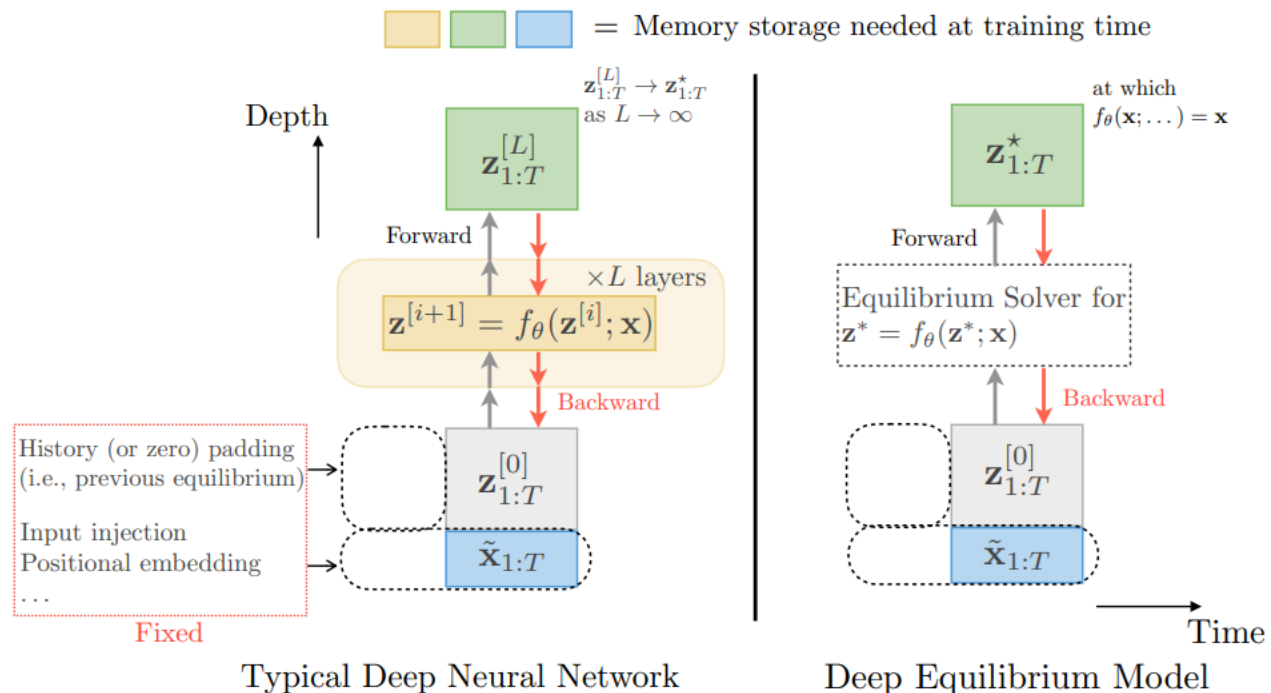 = Memory storage needed at training time
Depth
z_{1:T}^{[L]} → z_{1:T}^⋆
as L → ∞
z_{1:T}^{[L]}
Forward
×L layers
z^{[i+1]} = f_θ(z^{[i]}; x)
Backward
History (or zero) padding
(i.e., previous equilibrium)
Input injection
Positional embedding
...
Fixed
z_{1:T}^{[0]}
x̃_{1:T}
Typical Deep Neural Network
at which
f_θ(x; ...) = x
z_{1:T}^⋆
Forward
Equilibrium Solver for
z^* = f_θ(z^*; x)
Backward
z_{1:T}^{[0]}
x̃_{1:T}
Time
Deep Equilibrium Model